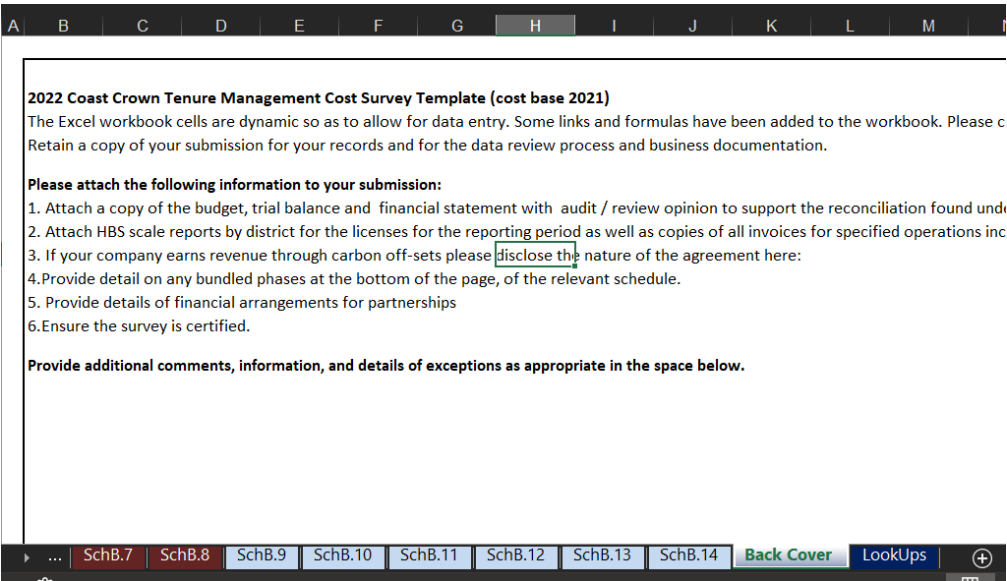 A B C D E F G H I J K L M
2022 Coast Crown Tenure Management Cost Survey Template (cost base 2021)
The Excel workbook cells are dynamic so as to allow for data entry. Some links and formulas have been added to the workbook. Please c
Retain a copy of your submission for your records and for the data review process and business documentation.
Please attach the following information to your submission:
1. Attach a copy of the budget, trial balance and  financial statement with  audit / review opinion to support the reconciliation found unde
2. Attach HBS scale reports by district for the licenses for the reporting period as well as copies of all invoices for specified operations inc
3. If your company earns revenue through carbon off-sets please disclose the nature of the agreement here:
4.Provide detail on any bundled phases at the bottom of the page, of the relevant schedule.
5. Provide details of financial arrangements for partnerships
6.Ensure the survey is certified.
Provide additional comments, information, and details of exceptions as appropriate in the space below.
... SchB.7 SchB.8 SchB.9 SchB.10 SchB.11 SchB.12 SchB.13 SchB.14 Back Cover LookUps